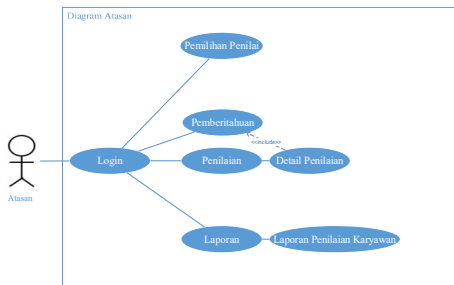 Diagram Atasan
Pemilihan Penilai
Pemberitahuan
<<include>>
Login
Penilaian
Detail Penilaian
Atasan
Laporan
Laporan Penilaian Karyawan